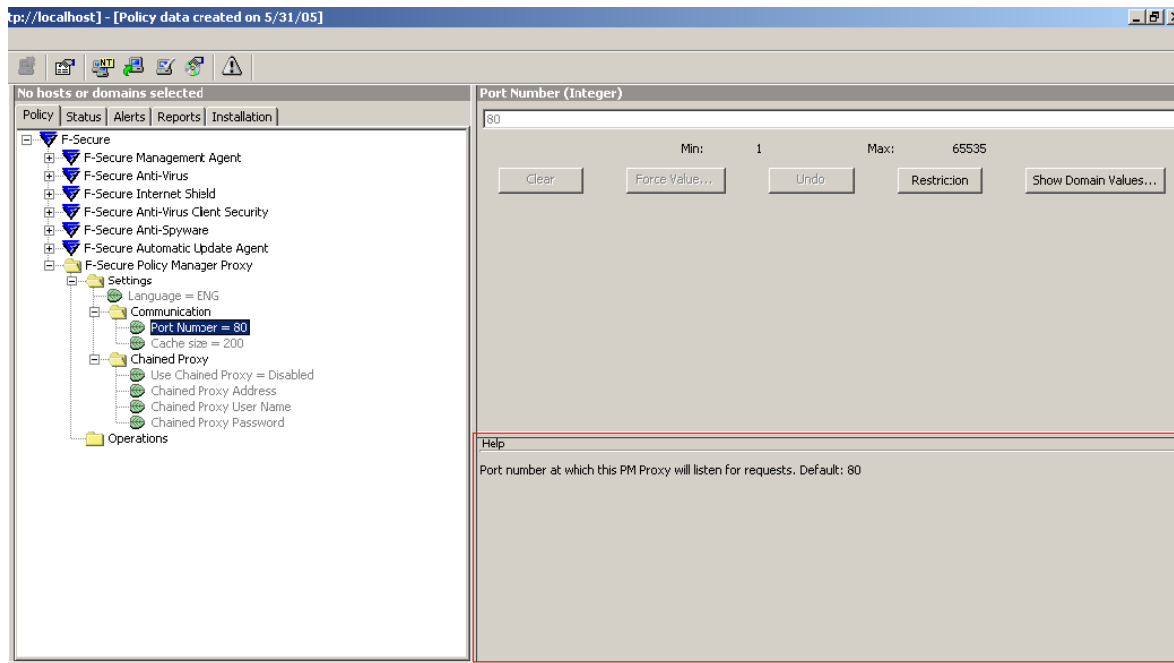 tp://localhost] - [Policy data created on 5/31/05]
No hosts or domains selected
Policy Status Alerts Reports Installation
F-Secure
F-Secure Management Agent
F-Secure Anti-Virus
F-Secure Internet Shield
F-Secure Anti-Virus Client Security
F-Secure Anti-Spyware
F-Secure Automatic Update Agent
F-Secure Policy Manager Proxy
Settings
Language = ENG
Communication
Port Number = 80
Cache size = 200
Chained Proxy
Use Chained Proxy = Disabled
Chained Proxy Address
Chained Proxy User Name
Chained Proxy Password
Operations
Port Number (Integer)
80
Min: 1 Max: 65535
Clear Force Value... Undo Restriction Show Domain Values...
Help
Port number at which this PM Proxy will listen for requests. Default: 80